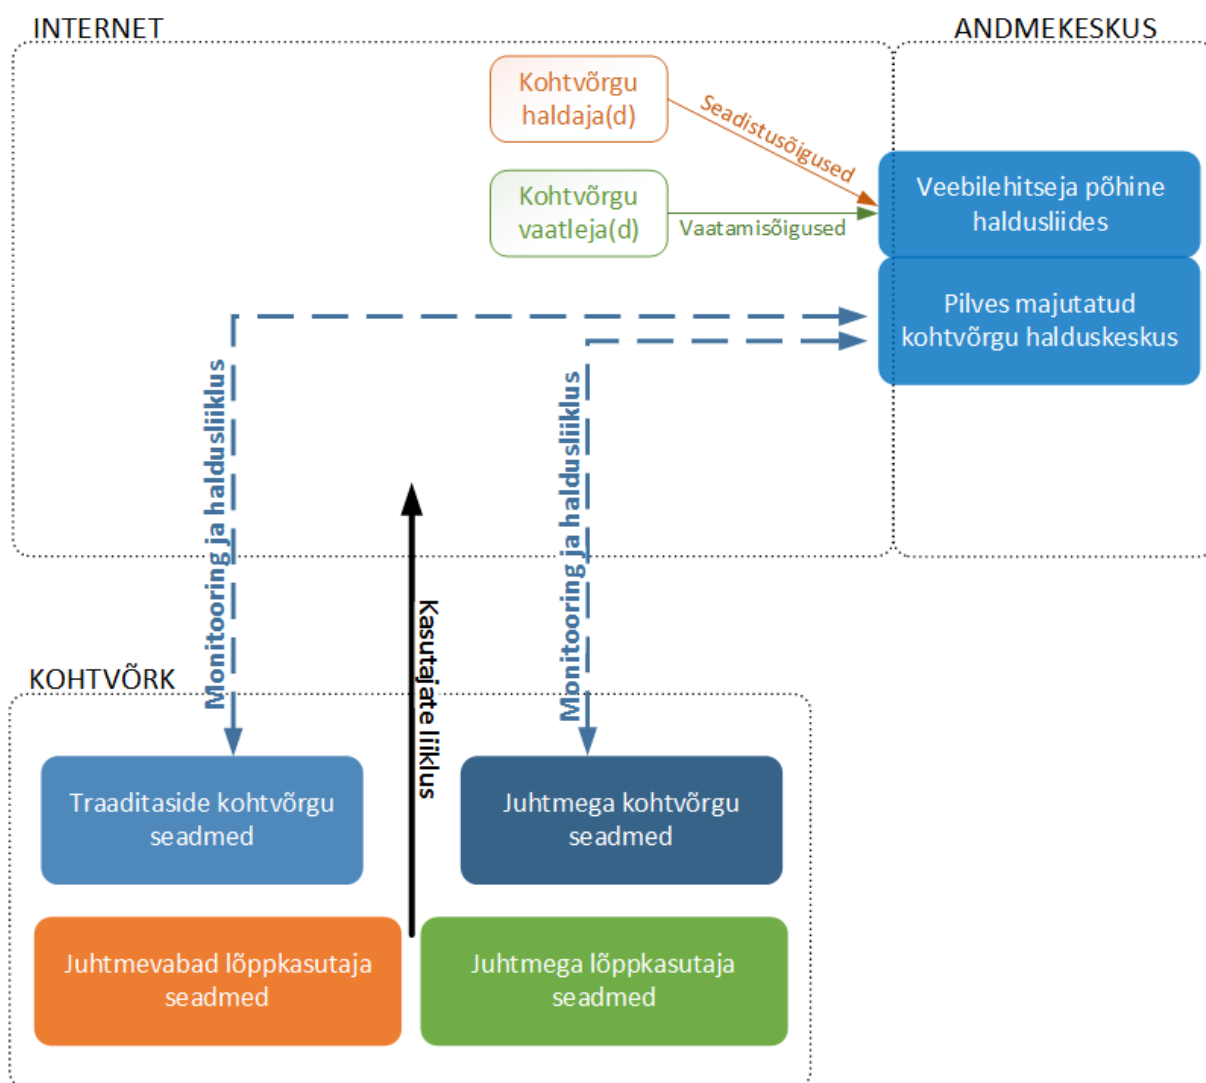 INTERNET
ANDMEKESKUS
Kohtvõrgu
haldaja(d)
Seadistusõigused
Kohtvõrgu
vaatleja(d)
Vaatamisõigused
Veebilehitseja põhine
haldusliides
Pilves majutatud
kohtvõrgu halduskeskus
Monitooring ja haldusliiklus
Monitooring ja haldusliiklus
Kasutajate liiklus
KOHTVÕRK
Traaditaside kohtvõrgu
seadmed
Juhtmega kohtvõrgu
seadmed
Juhtmevabad lõppkasutaja
seadmed
Juhtmega lõppkasutaja
seadmed